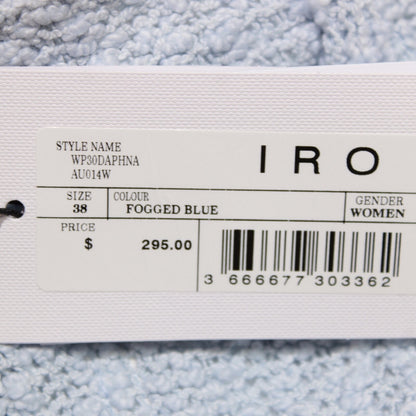 STYLE NAME
WP30DAPHNA
AU014W
IRO
SIZE
38
COLOUR
FOGGED BLUE
GENDER
WOMEN
PRICE
$ 295.00
3 666677 303362